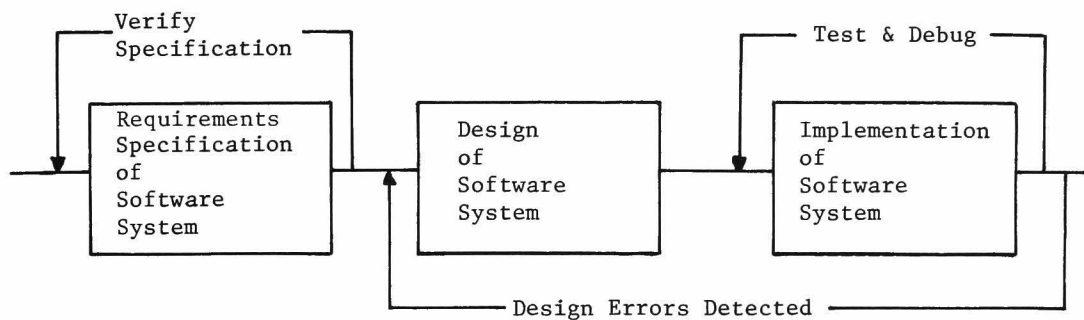 Verify
Specification
Test & Debug
Requirements
Specification
of
Software
System
Design
of
Software
System
Implementation
of
Software
System
Design Errors Detected